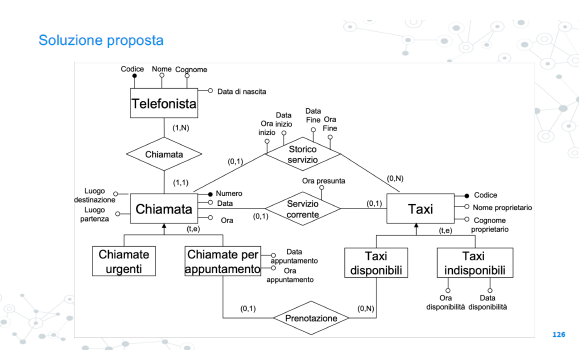 Soluzione proposta
Codice Nome Cognome
Telefonista
Data di nascita
(1,N)
Chiamata
(1,1)
Ora
inizio
Data
inizio
Data
Fine
Ora
Fine
Storico
servizio
(0,1)
(0,N)
Luogo
destinazione
Luogo
partenza
Chiamata
Numero
Data
Ora
Ora presunta
Servizio
corrente
(0,1)
(0,1)
Taxi
Codice
Nome proprietario
Cognome
proprietario
(t,e)
(t,e)
Chiamate
urgenti
Chiamate per
appuntamento
Data
appuntamento
Ora
appuntamento
Taxi
disponibili
Taxi
indisponibili
Ora
disponibilità
Data
disponibilità
(0,1)
(0,N)
Prenotazione
126